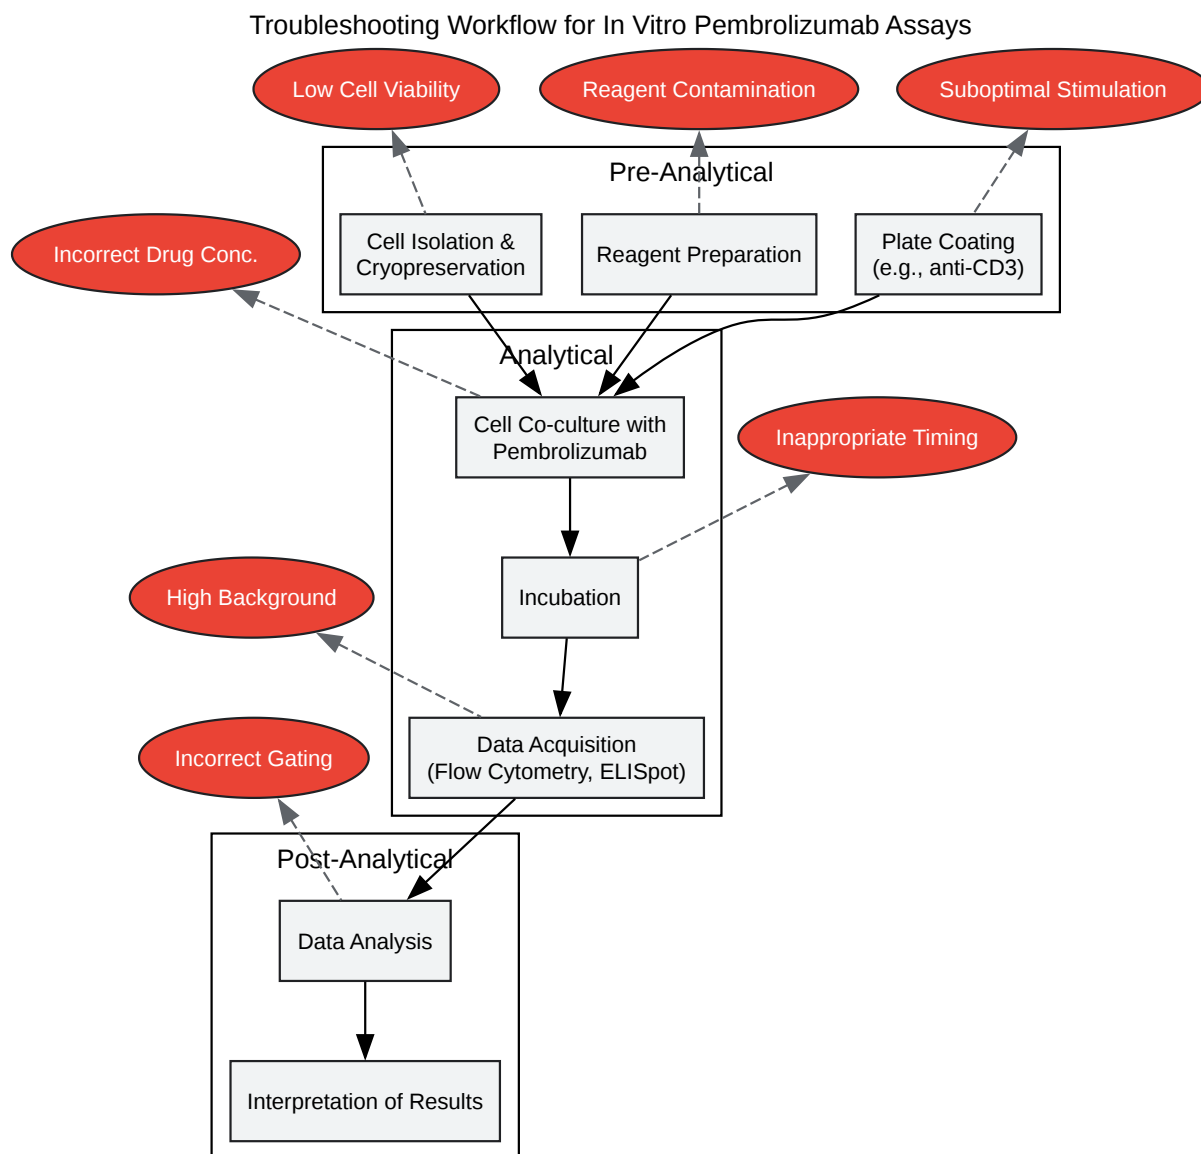 Troubleshooting Workflow for In Vitro Pembrolizumab Assays
Low Cell Viability
Reagent Contamination
Suboptimal Stimulation
Pre-Analytical
Incorrect Drug Conc.
Cell Isolation &
Cryopreservation
Reagent Preparation
Plate Coating
(e.g., anti-CD3)
Analytical
Cell Co-culture with
Pembrolizumab
Inappropriate Timing
High Background
Incubation
Incorrect Gating
Data Acquisition
(Flow Cytometry, ELISpot)
Post-Analytical
Data Analysis
Interpretation of Results